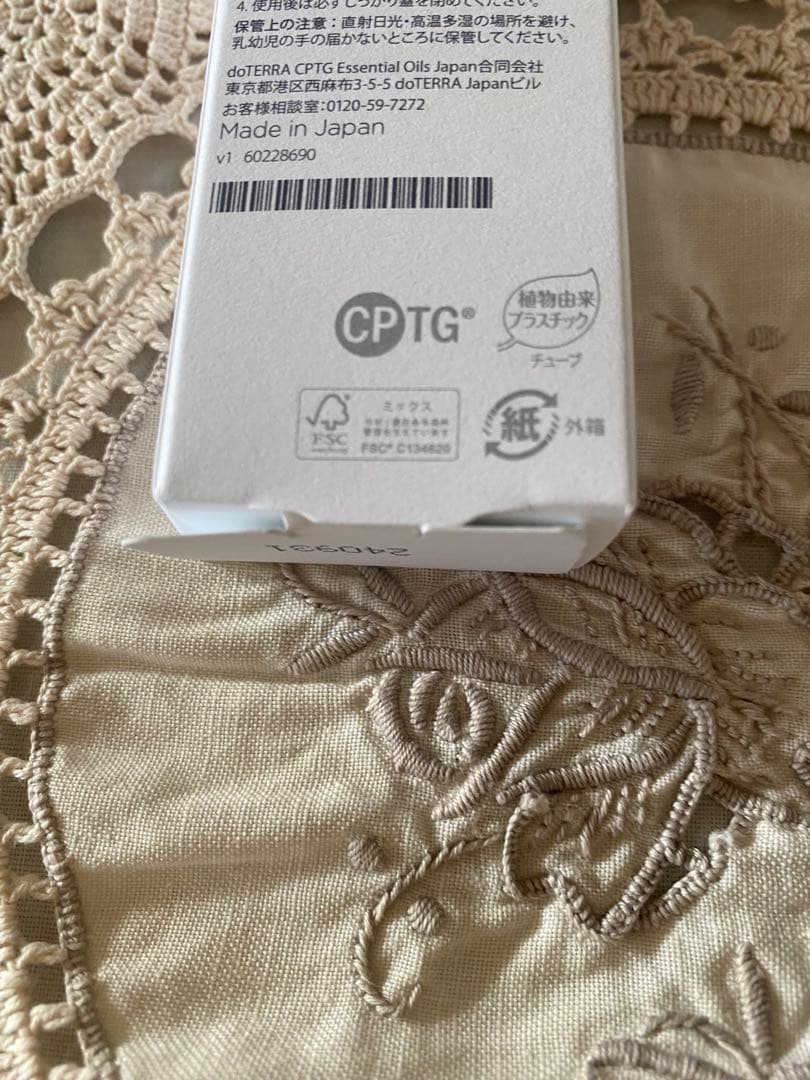 4. 使用後は必ずしっかり蓋を閉めてください。
保管上の注意：直射日光・高温多湿の場所を避け、
乳幼児の手の届かないところに保管してください。
doTERRA CPTG Essential Oils Japan合同会社
東京都港区西麻布3-5-5 doTERRA Japanビル
お客様相談室：0120-59-7272
Made in Japan
v1 60228690
CPTG®
植物由来
プラスチック
チューブ
FSC
ミックス
FSC® C134620
紙 外箱
240931